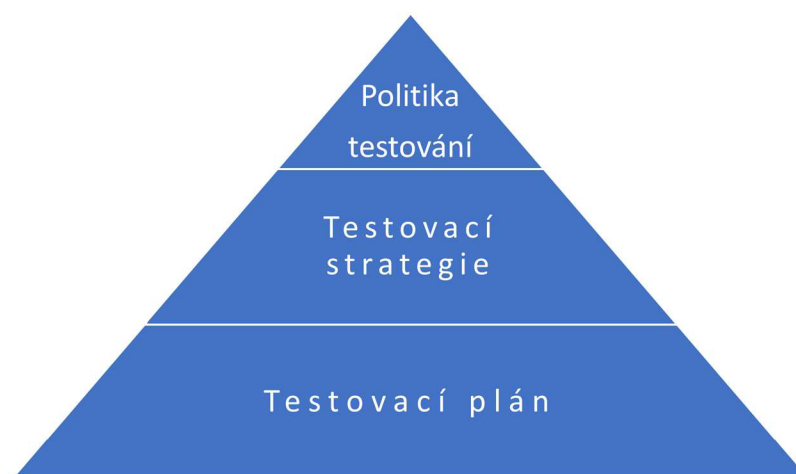 Politika
testování
Testovací
strategie
Testovací plán